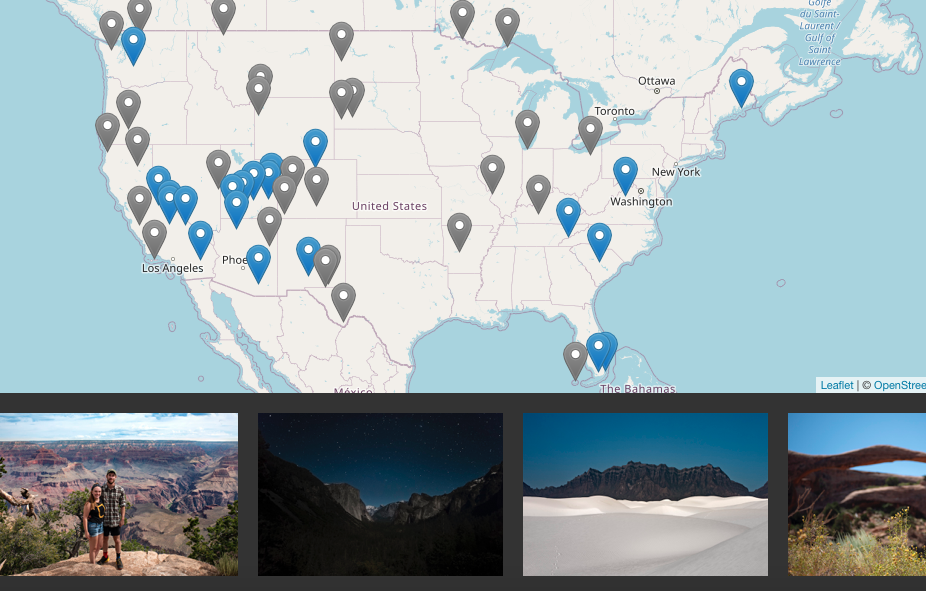 Golfe
du Saint-
Laurent /
Gulf of
Saint
Lawrence
Ottawa
Toronto
New York
Washington
United States
Los Angeles
Phoe
México
The Bahamas
Leaflet | © OpenStree